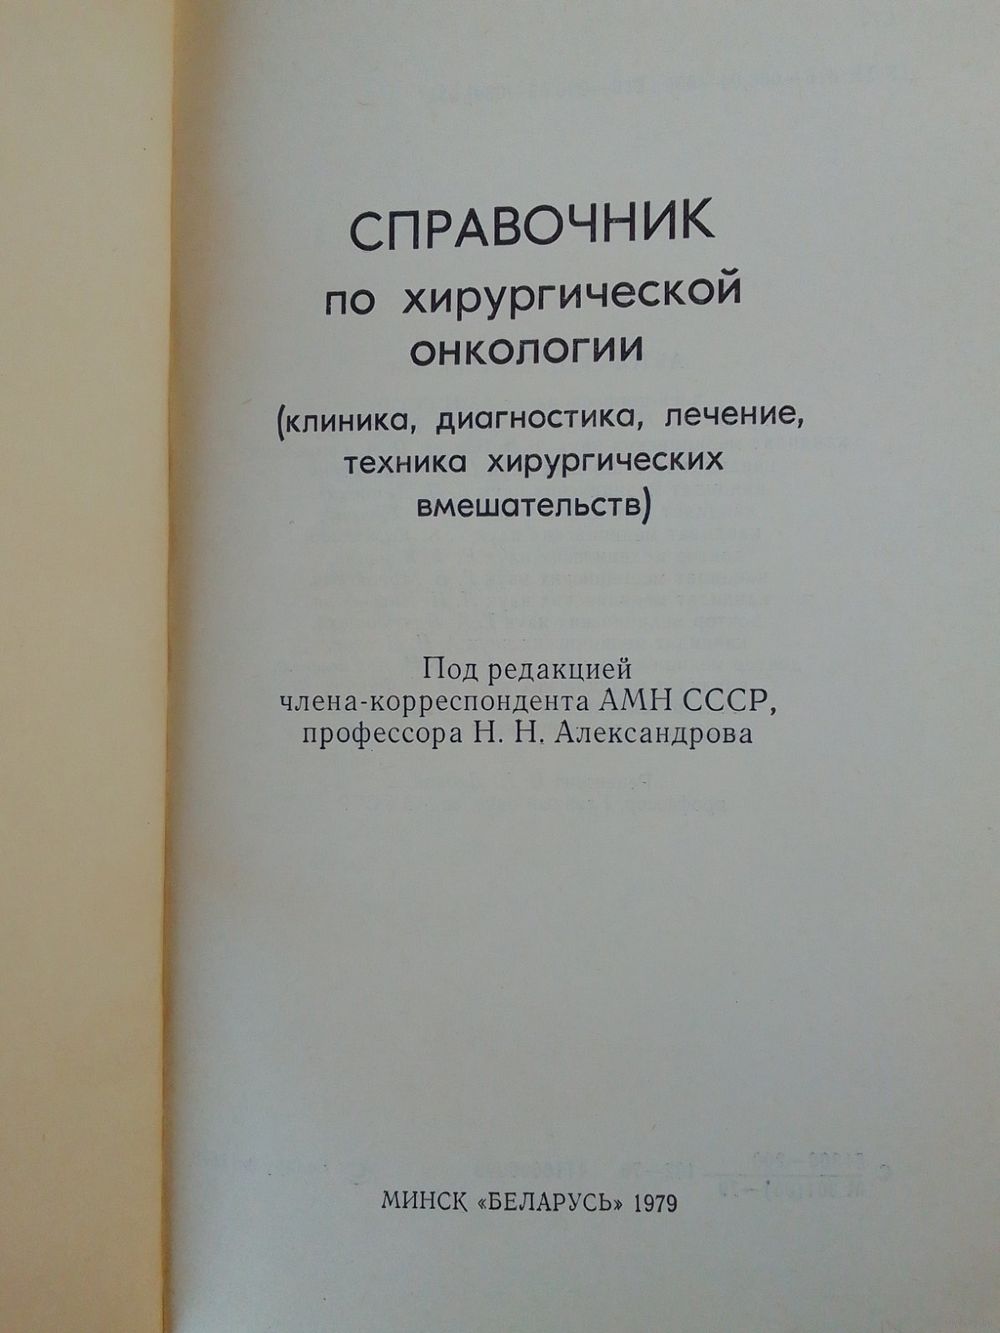 СПРАВОЧНИК
по хирургической
онкологии
(клиника, диагностика, лечение,
техника хирургических
вмешательств)
Под редакцией
члена-корреспондента АМН СССР,
профессора Н. Н. Александрова
МИНСК «БЕЛАРУСЬ» 1979